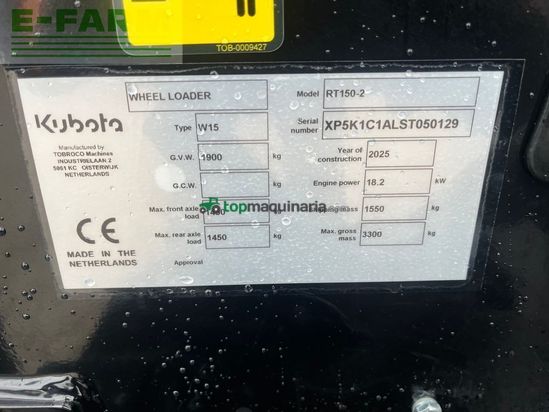 E-FAR
TOB-0009427
Kubota
Manufactured by
TOBROCO Machines
INDUSTRIELAAN 2
5061 KC OISTERWIJK
NETHERLANDS
CE
MADE IN THE
NETHERLANDS
WHEEL LOADER
Type W15
G.V.W. 1900 kg
G.C.W. kg
Max. front axle
load kg
Max. rear axle
load 1450 kg
Approval
Model RT150-2
Serial
number XP5K1C1ALST050129
Year of
construction 2025
Engine power 18.2 kW
mass 1550 kg
Max. gross
mass 3300 kg
topmaquinaria